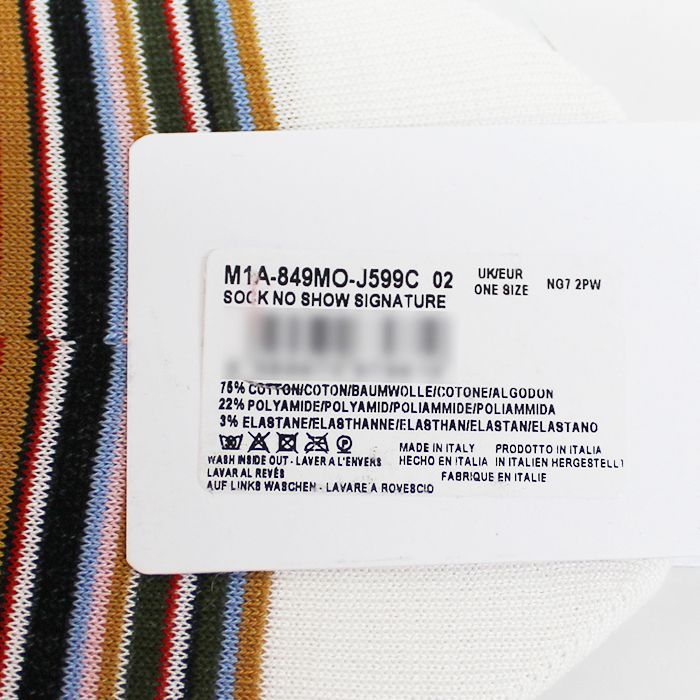 M1A-849MO-J599C 02
UK/EUR
ONE SIZE
NG7 2PW
SOCK NO SHOW SIGNATURE
75% COTTON/COTON/BAUMWOLLE/COTONE/ALGODON
22% POLYAMIDE/POLYAMID/POLIAMMIDE/POLIAMMIDA
3% ELASTANE/ELASTHANNE/ELASTHAN/ELASTAN/ELASTANO
WASH INSIDE OUT - LAVER A L'ENVERS
LAVAR AL REVÉS
AUF LINKS WASCHEN - LAVARE A ROVESCIO
MADE IN ITALY PRODOTTO IN ITALIA
HECHO EN ITALIA IN ITALIEN HERGESTELLT
FABRIQUE EN ITALIE